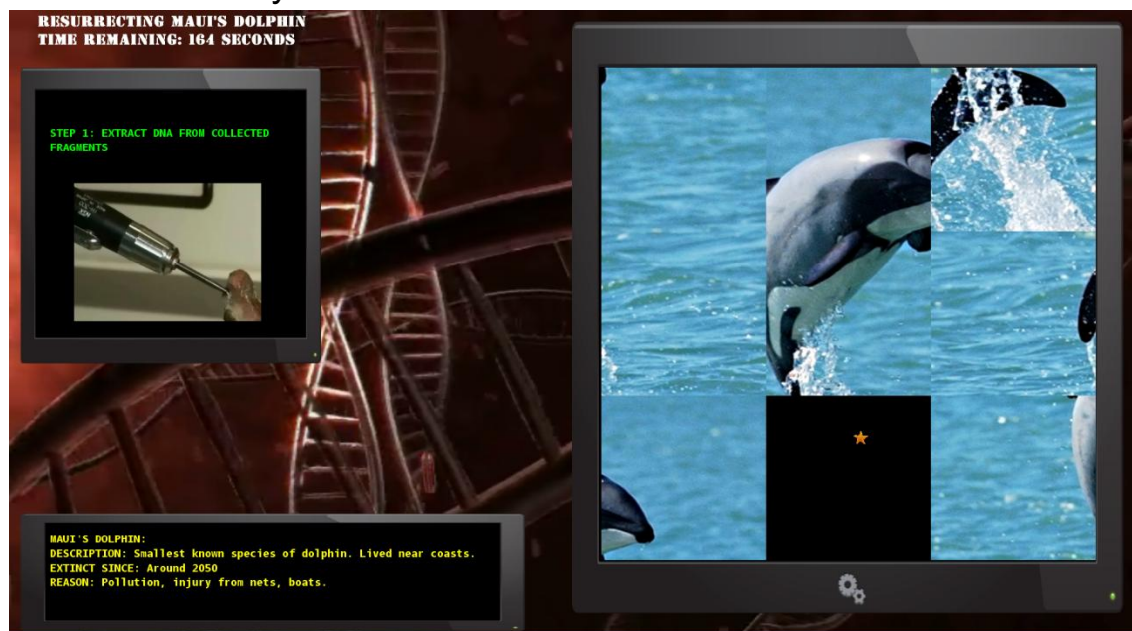 RESURRECTING MAUI'S DOLPHIN
TIME REMAINING: 164 SECONDS
STEP 1: EXTRACT DNA FROM COLLECTED
FRAGMENTS
MAUI'S DOLPHIN:
DESCRIPTION: Smallest known species of dolphin. Lived near coasts.
EXTINCT SINCE: Around 2050
REASON: Pollution, injury from nets, boats.